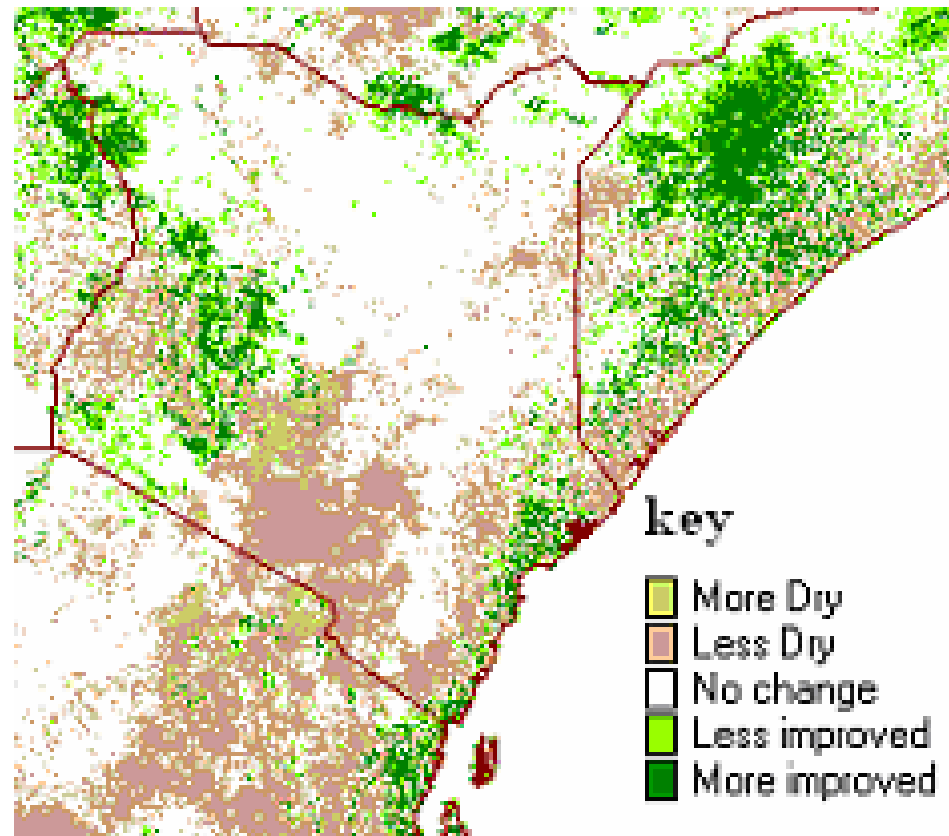 key
More Dry
Less Dry
No change
Less improved
More improved